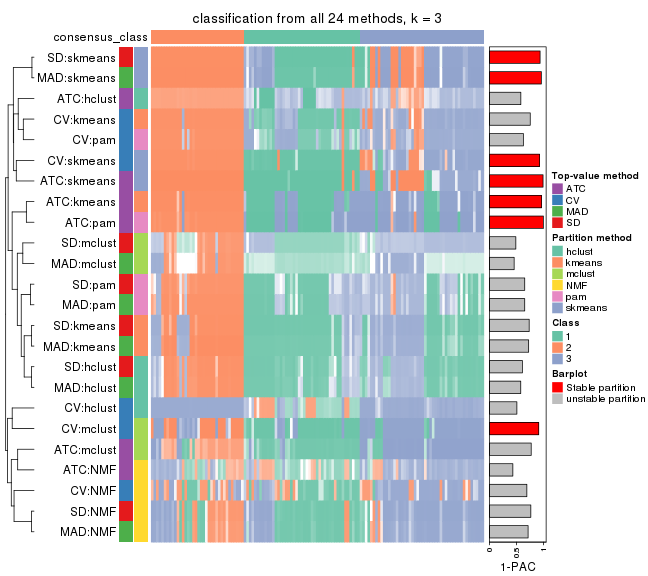 classification from all 24 methods, k = 3
consensus_class
SD:skmeans
MAD:skmeans
ATC:hclust
CV:kmeans
CV:pam
CV:skmeans
ATC:skmeans
ATC:kmeans
ATC:pam
SD:mclust
MAD:mclust
SD:pam
MAD:pam
SD:kmeans
MAD:kmeans
SD:hclust
MAD:hclust
CV:hclust
CV:mclust
ATC:mclust
ATC:NMF
CV:NMF
SD:NMF
MAD:NMF
0 0.5 1
1-PAC
Top-value method
ATC
CV
MAD
SD
Partition method
hclust
kmeans
mclust
NMF
pam
skmeans
Class
1
2
3
Barplot
Stable partition
unstable partition